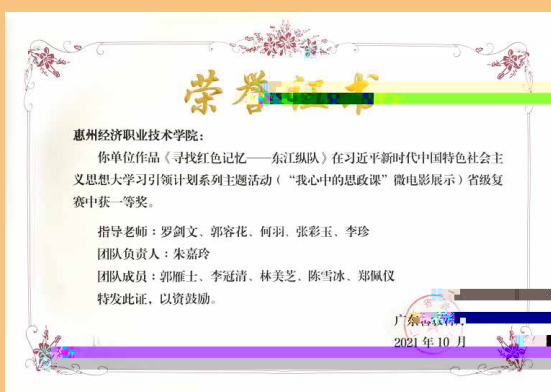 荣誉证书
惠州经济职业技术学院：
你单位作品《寻找红色记忆——东江纵队》在习近平新时代中国特色社会主
义思想大学习引领计划系列主题活动（“我心中的思政课”微电影展示）省级复
赛中获一等奖。
指导老师：罗剑文、郭容花、何羽、张彩玉、李珍
团队负责人：朱嘉玲
团队成员：郭雁士、李冠清、林美芝、陈雪冰、郑佩仪
特发此证，以资鼓励。
广东省教育
2021 年 10 月